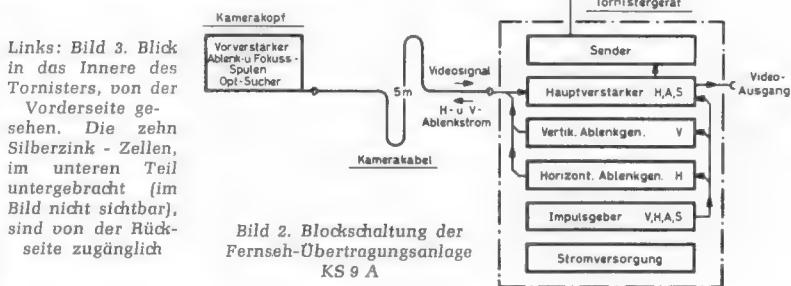 Links: Bild 3. Blick
in das Innere des
Tornisters, von der
Vorderseite ge-
sehen. Die zehn
Silberzink - Zellen,
im unteren Teil
untergebracht (im
Bild nicht sichtbar),
sind von der Rück-
seite zugänglich
Kamerakopf
Vorverstärker
Ablenk-u Fokuss-
Spulen
Opt-Sucher
5m
Kamerakabel
Videosignal
H- u V-
Ablenkstrom
Tornistergerät
Sender
Hauptverstärker H,A,S
Vertik. Ablenkgen. V
Horizont. Ablenkgen. H
Impulsgeber V,H,A,S
Stromversorgung
Video-
Ausgang
Bild 2. Blockschaltung der
Fernseh-Übertragungsanlage
KS 9 A